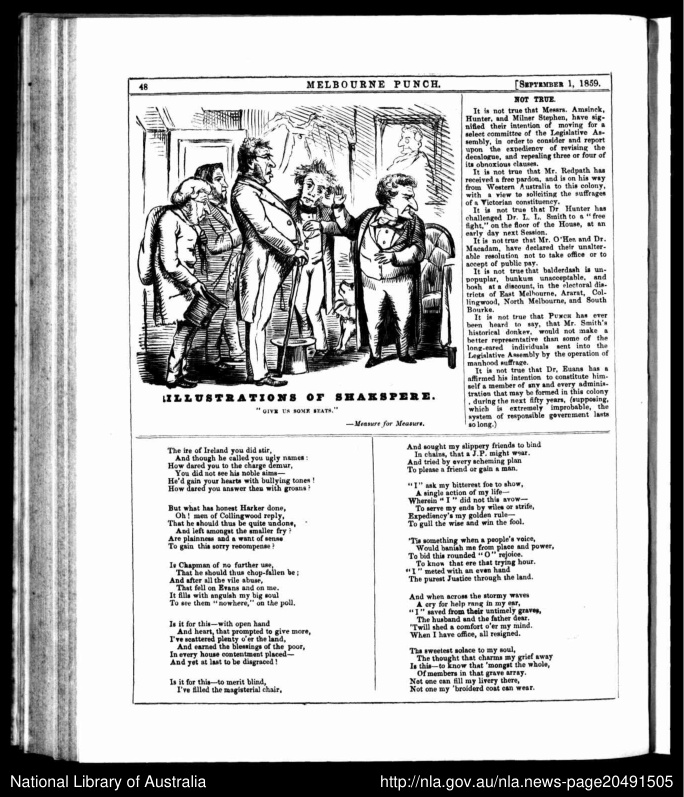 48
MELBOURNE PUNCH.
[SEPTEMBER 1, 1859.
ILLUSTRATIONS OF SHAKSPERE.
"GIVE US SOME SEATS."
—Measure for Measure.
NOT TRUE.
It is not true that Messrs. Amsinck,
Hunter, and Milner Stephen, have sig-
nified their intention of moving for a
select committee of the Legislative As-
sembly, in order to consider and report
upon the expediency of revising the
decalogue, and repealing three or four of
its obnoxious clauses.
It is not true that Mr. Redpath has
received a free pardon, and is on his way
from Western Australia to this colony,
with a view to soliciting the suffrages
of a Victorian constituency.
It is not true that Dr Hunter has
challenged Dr. L. L. Smith to a "free
fight," on the floor of the House, at an
early day next Session.
It is not true that Mr. O'Hea and Dr.
Macadam, have declared their unalter-
able resolution not to take office or to
accept of public pay.
It is not true that balderdash is un-
popuplar, bunkum unacceptable, and
bosh at a discount, in the electoral dis-
tricts of East Melbourne, Ararat, Col-
lingwood, North Melbourne, and South
Bourke.
It is not true that PUNCH has ever
been heard to say, that Mr. Smith's
historical donkey, would not make a
better representative than some of the
long-eared individuals sent into the
Legislative Assembly by the operation of
manhood suffrage.
It is not true that Dr, Euans has a
affirmed his intention to constitute him-
self a member of any and every adminis-
tration that may be formed in this colony
, during the next fifty years, (supposing,
which is extremely improbable, the
system of responsible government lasts
so long.)
The ire of Ireland you did stir,
And though he called you ugly names:
How dared you to the charge demur,
You did not see his noble aims—
He'd gain your hearts with bullying tones!
How dared you answer then with groans?
But what has honest Harker done,
Oh! men of Collingwood reply,
That he should thus be quite undone,
And left amongst the smaller fry?
Are plainness and a want of sense
To gain this sorry recompense?
Is Chapman of no further use,
That he should thus chop-fallen be;
And after all the vile abuse,
That fell on Evans and on me.
It fills with anguish my big soul
To see them "nowhere," on the poll.
Is it for this—with open hand
And heart, that prompted to give more,
I've scattered plenty o'er the land,
And earned the blessings of the poor,
In every house contentment placed—
And yet at last to be disgraced!
Is it for this—to merit blind,
I've filled the magisterial chair,
And sought my slippery friends to bind
In chains, that a J.P. might wear.
And tried by every scheming plan
To please a friend or gain a man.
"I" ask my bitterest foe to show,
A single action of my life—
Wherein "I" did not this avow—
To serve my ends by wiles or strife,
Expediency's my golden rule—
To gull the wise and win the fool.
'Tis something when a people's voice,
Would banish me from place and power,
To bid this rounded "O" rejoice.
To know that ere that trying hour.
"I" meted with an even hand
The purest Justice through the land.
And when across the stormy waves
A cry for help rang in my ear,
"I" saved from their untimely graves,
The husband and the father dear.
'Twill shed a comfort o'er my mind.
When I have office, all resigned.
The sweetest solace to my soul,
The thought that charms my grief away
Is this—to know that 'mongst the whole,
Of members in that grave array.
Not one can fill my livery there,
Not one my 'broiderd coat can wear.
National Library of Australia
http://nla.gov.au/nla.news-page20491505